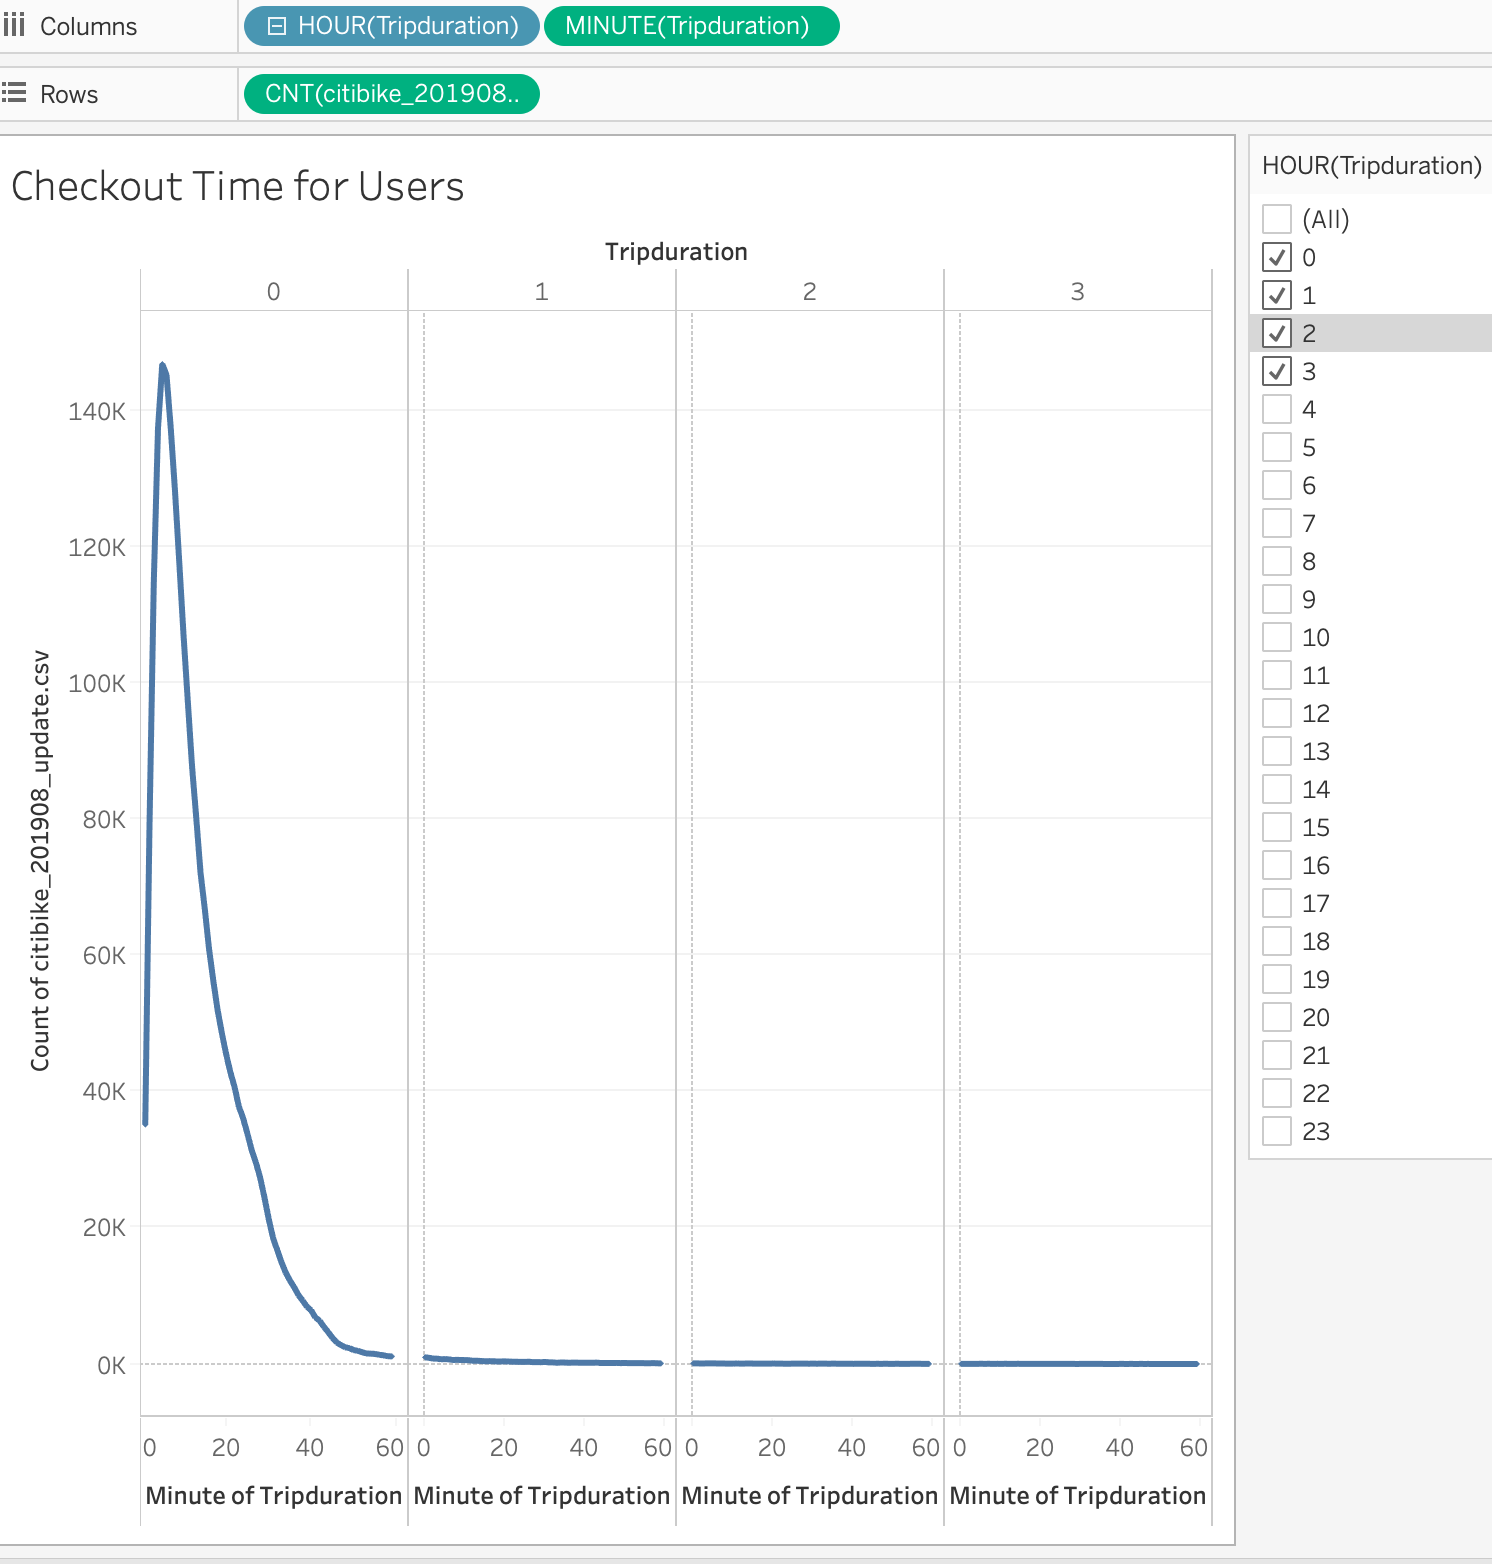 Columns
HOUR(Tripduration)
MINUTE(Tripduration)
Rows
CNT(citibike_201908..
Checkout Time for Users
Tripduration
0 1 2 3
140K
120K
100K
80K
60K
40K
20K
0K
Count of citibike_201908_update.csv
0 20 40 60 0 20 40 60 0 20 40 60 0 20 40 60
Minute of Tripduration Minute of Tripduration Minute of Tripduration Minute of Tripduration
HOUR(Tripduration)
(All)
0
1
2
3
4
5
6
7
8
9
10
11
12
13
14
15
16
17
18
19
20
21
22
23